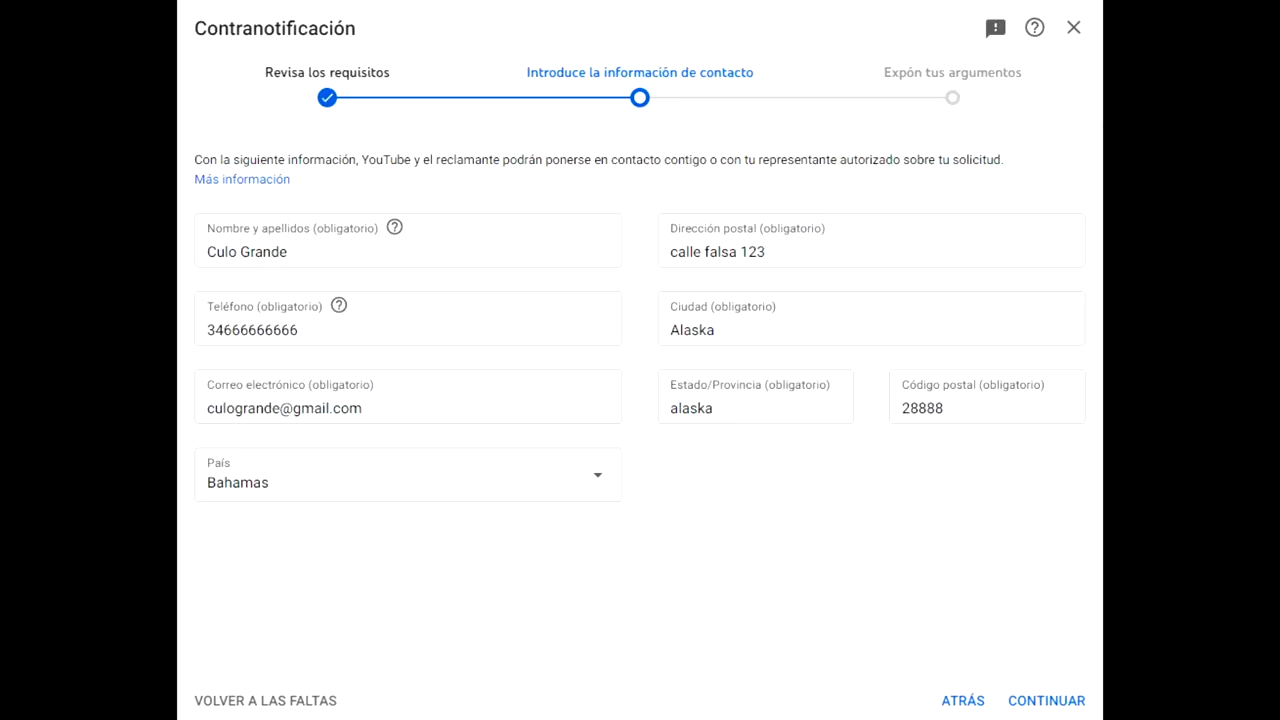 Contranotificación
Revisa los requisitos
Introduce la información de contacto
Expón tus argumentos
Con la siguiente información, YouTube y el reclamante podrán ponerse en contacto contigo o con tu representante autorizado sobre tu solicitud.
Más información
Nombre y apellidos (obligatorio)
Culo Grande
Dirección postal (obligatorio)
calle falsa 123
Teléfono (obligatorio)
34666666666
Ciudad (obligatorio)
Alaska
Correo electrónico (obligatorio)
culogrande@gmail.com
Estado/Provincia (obligatorio)
alaska
Código postal (obligatorio)
28888
País
Bahamas
VOLVER A LAS FALTAS
ATRÁS
CONTINUAR